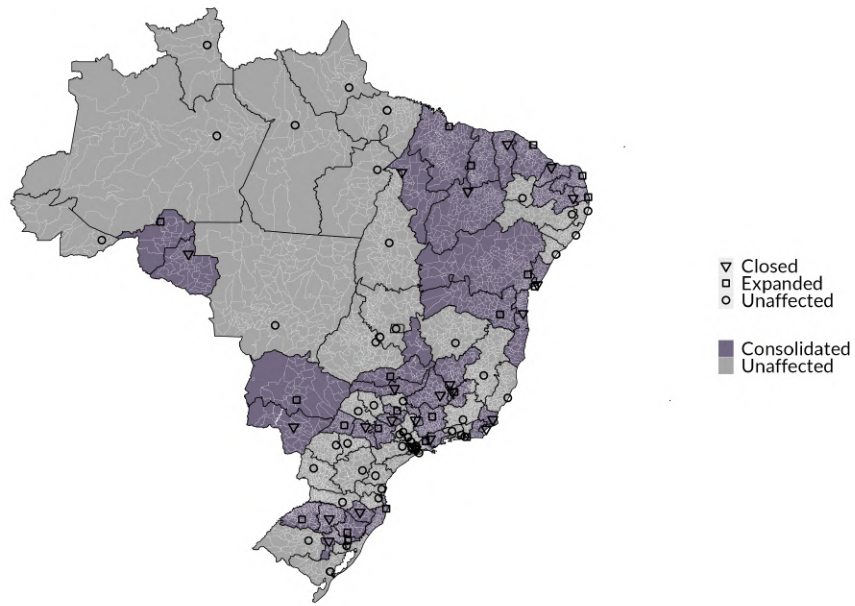 Closed
Expanded
Unaffected
Consolidated
Unaffected